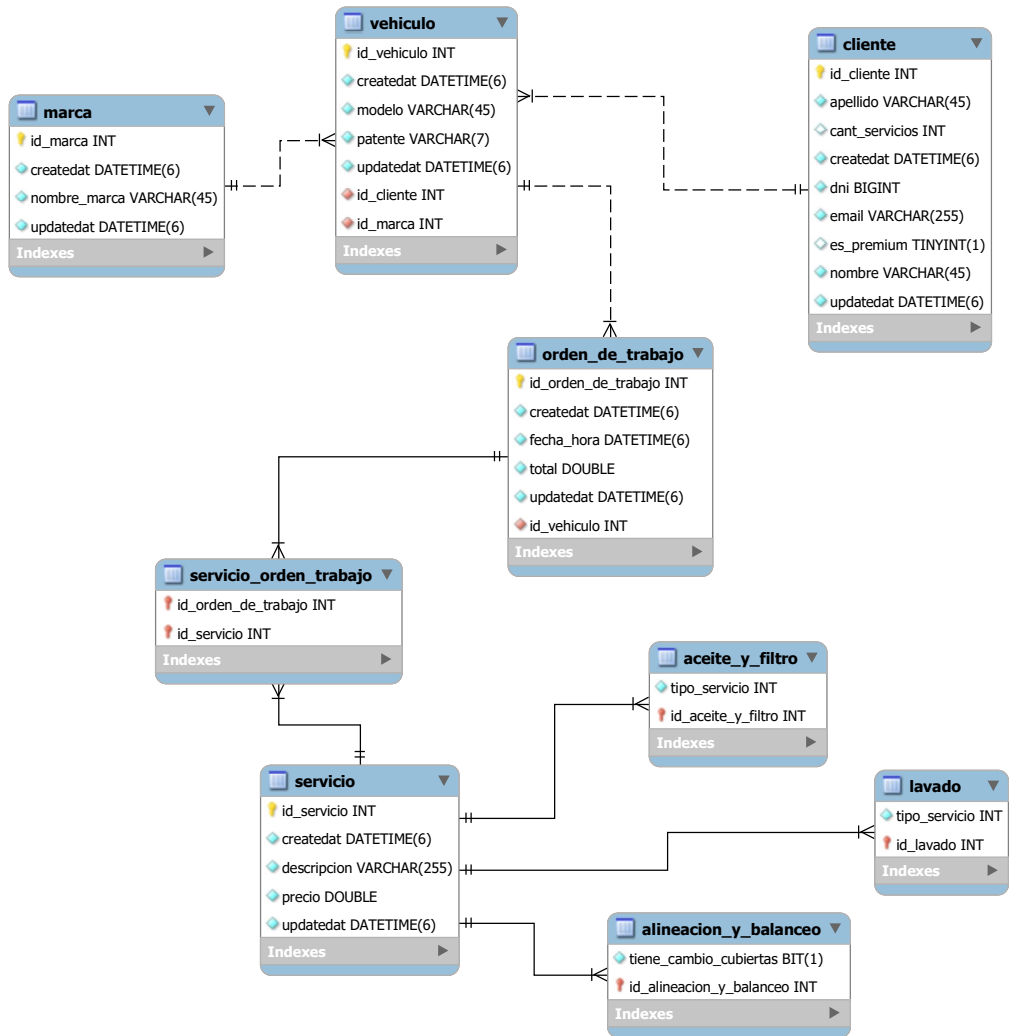 vehiculo
id_vehiculo INT
createdat DATETIME(6)
modelo VARCHAR(45)
patente VARCHAR(7)
updatedat DATETIME(6)
id_cliente INT
id_marca INT
Indexes
cliente
id_cliente INT
apellido VARCHAR(45)
cant_servicios INT
createdat DATETIME(6)
dni BIGINT
email VARCHAR(255)
es_premium TINYINT(1)
nombre VARCHAR(45)
updatedat DATETIME(6)
Indexes
marca
id_marca INT
createdat DATETIME(6)
nombre_marca VARCHAR(45)
updatedat DATETIME(6)
Indexes
orden_de_trabajo
id_orden_de_trabajo INT
createdat DATETIME(6)
fecha_hora DATETIME(6)
total DOUBLE
updatedat DATETIME(6)
id_vehiculo INT
Indexes
servicio_orden_trabajo
id_orden_de_trabajo INT
id_servicio INT
Indexes
aceite_y_filtro
tipo_servicio INT
id_aceite_y_filtro INT
Indexes
servicio
id_servicio INT
createdat DATETIME(6)
descripcion VARCHAR(255)
precio DOUBLE
updatedat DATETIME(6)
Indexes
lavado
tipo_servicio INT
id_lavado INT
Indexes
alineacion_y_balanceo
tiene_cambio_cubiertas BIT(1)
id_alineacion_y_balanceo INT
Indexes